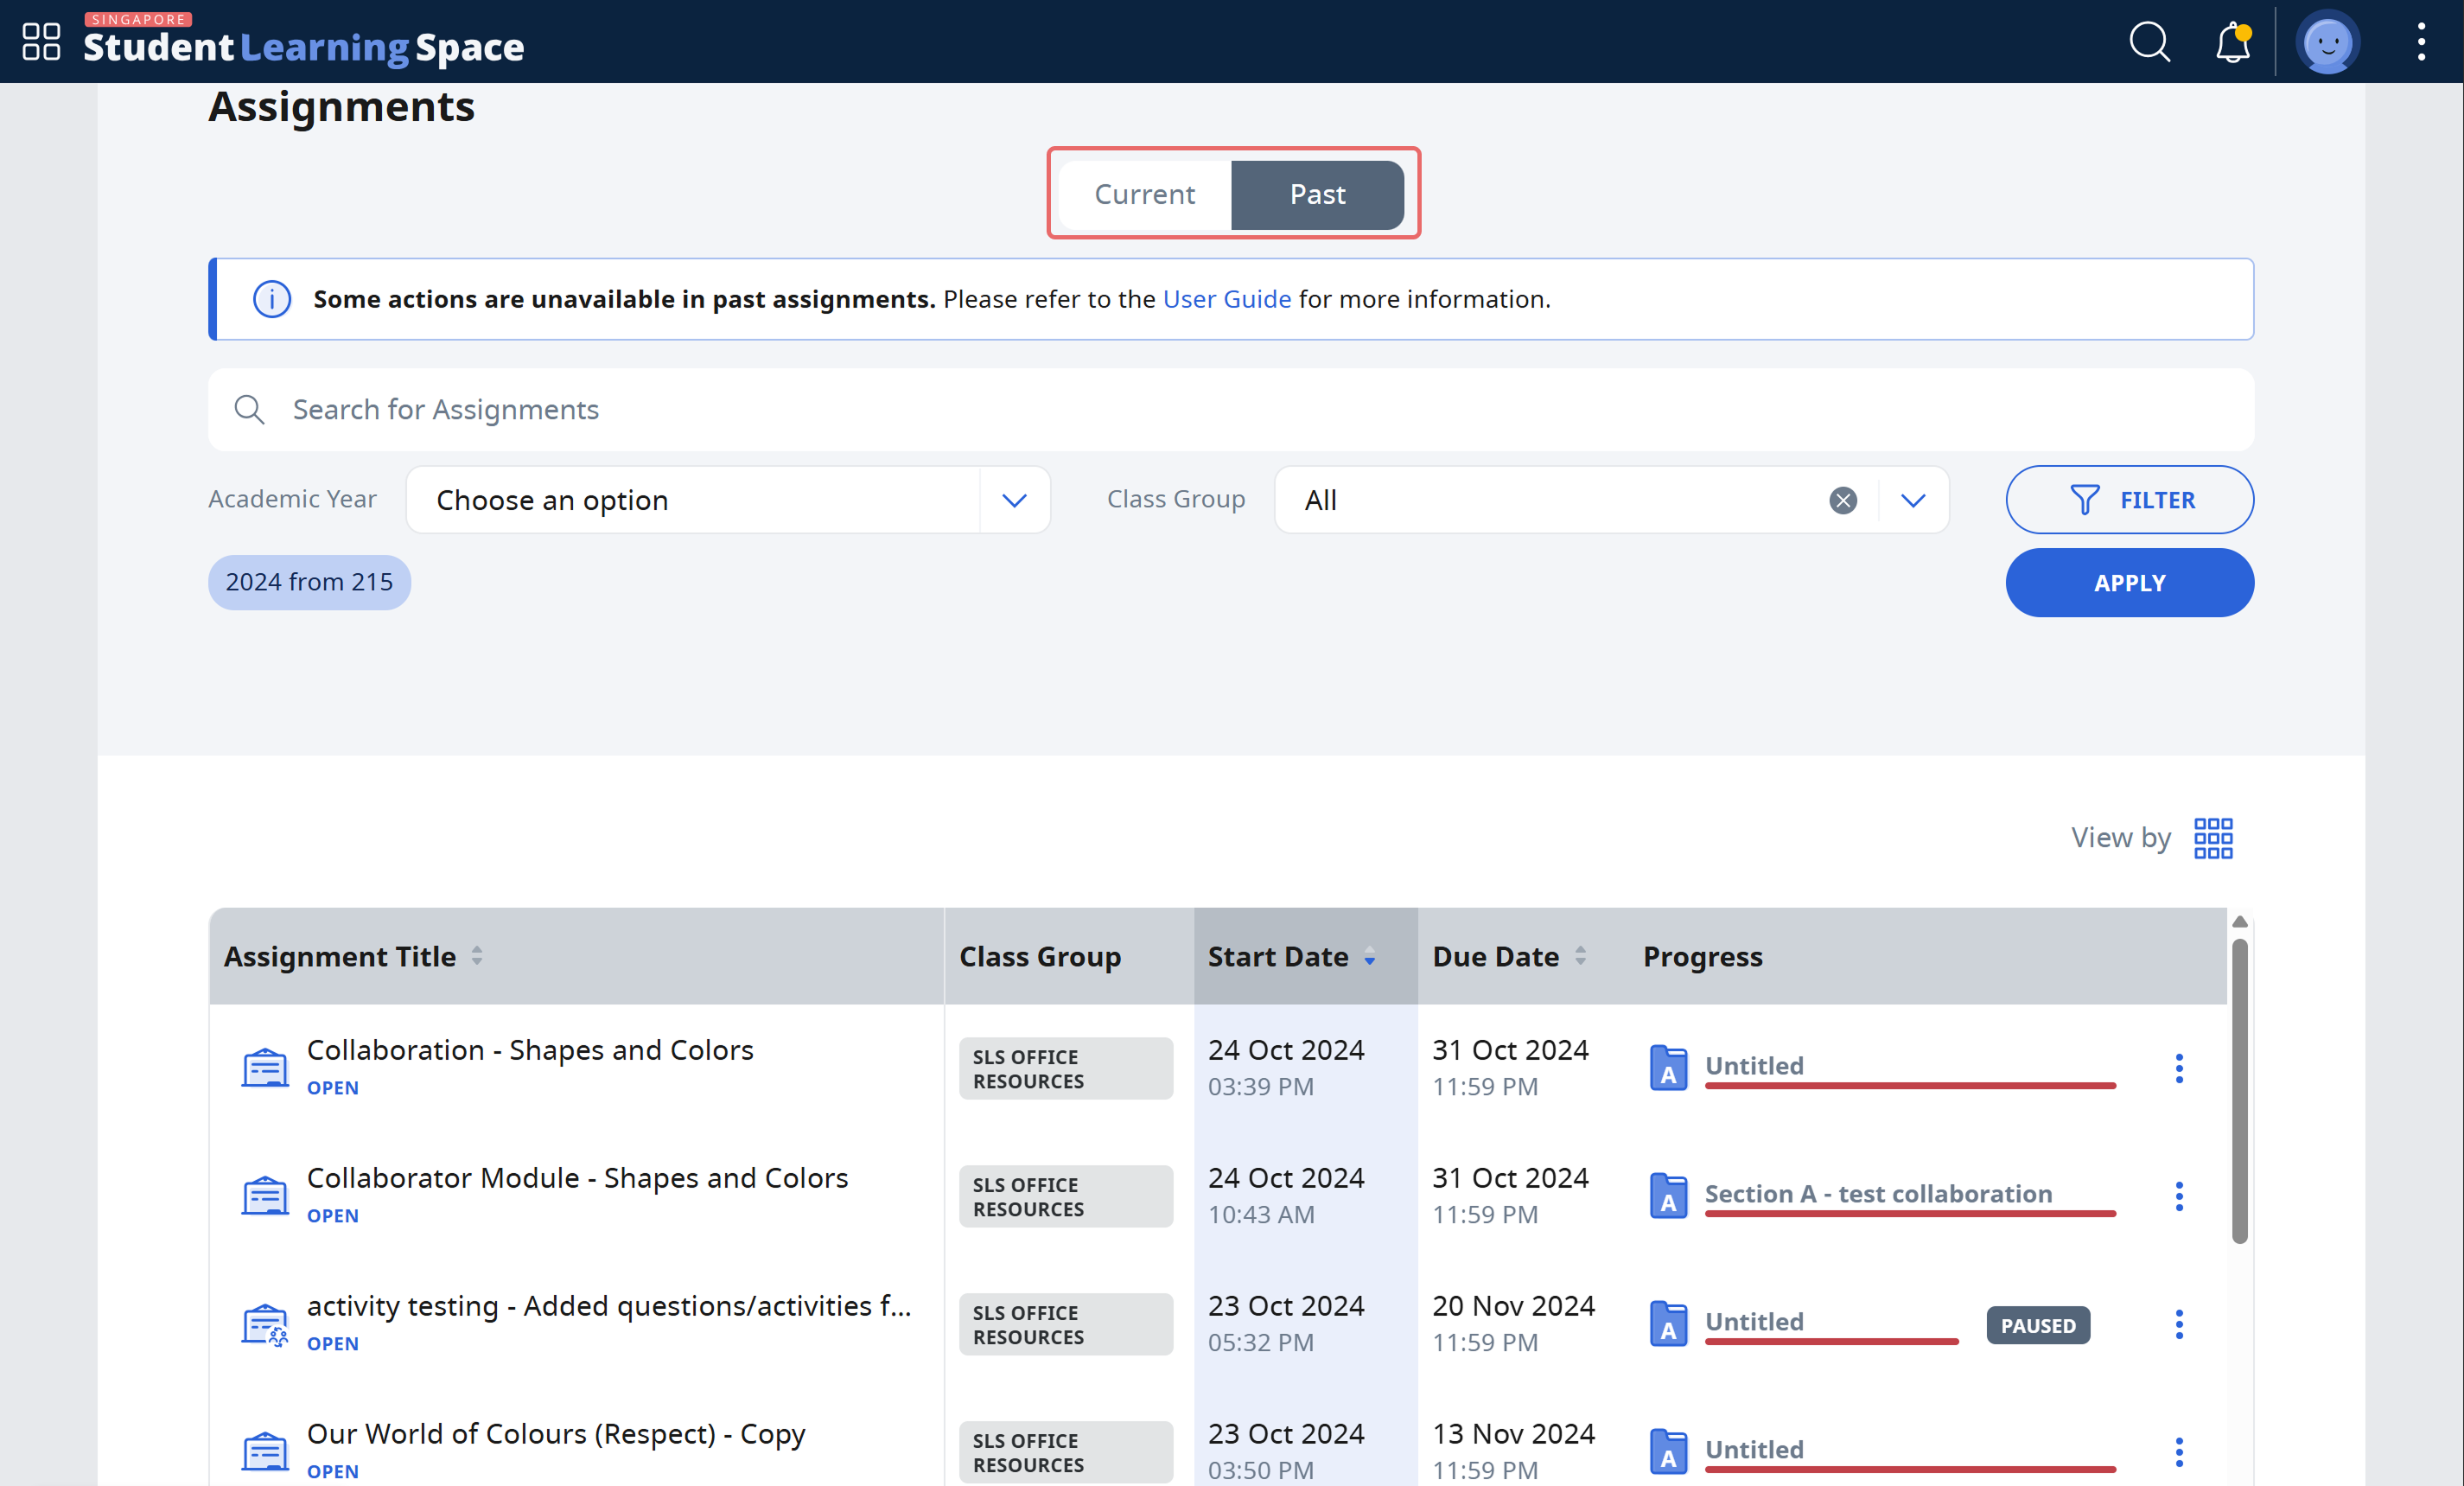 SINGAPORE
Student Learning Space
Assignments
Current Past
Some actions are unavailable in past assignments. Please refer to the User Guide for more information.
Search for Assignments
Academic Year Choose an option Class Group All FILTER
2024 from 215 APPLY
View by
Assignment Title Class Group Start Date Due Date Progress
Collaboration - Shapes and Colors
OPEN
SLS OFFICE
RESOURCES
24 Oct 2024
03:39 PM
31 Oct 2024
11:59 PM
A Untitled
Collaborator Module - Shapes and Colors
OPEN
SLS OFFICE
RESOURCES
24 Oct 2024
10:43 AM
31 Oct 2024
11:59 PM
A Section A - test collaboration
activity testing - Added questions/activities f...
OPEN
SLS OFFICE
RESOURCES
23 Oct 2024
05:32 PM
20 Nov 2024
11:59 PM
A Untitled PAUSED
Our World of Colours (Respect) - Copy
OPEN
SLS OFFICE
RESOURCES
23 Oct 2024
03:50 PM
13 Nov 2024
11:59 PM
A Untitled